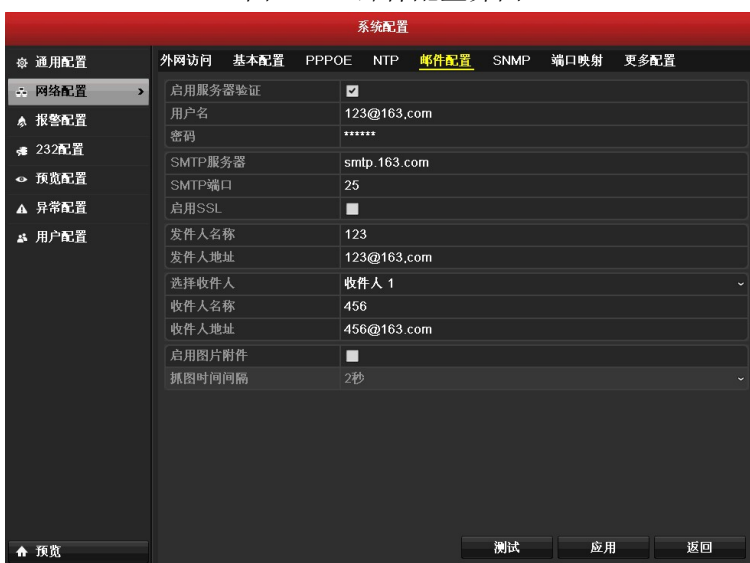 系统配置
通用配置
网络配置
报警配置
232配置
预览配置
异常配置
用户配置
预览
外网访问 基本配置 PPPOE NTP 邮件配置 SNMP 端口映射 更多配置
启用服务器验证
用户名 123@163,com
密码 ******
SMTP服务器 smtp.163.com
SMTP端口 25
启用SSL
发件人名称 123
发件人地址 123@163,com
选择收件人 收件人 1
收件人名称 456
收件人地址 456@163.com
启用图片附件
抓图时间间隔 2秒
测试 应用 返回